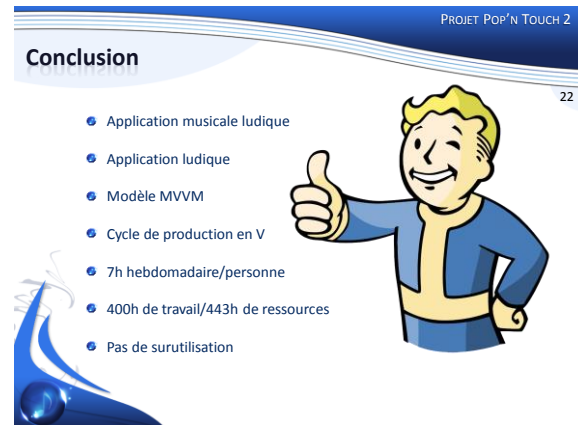 PROJET POP'N TOUCH 2
Conclusion
22
Application musicale ludique
Application ludique
Modèle MVVM
Cycle de production en V
7h hebdomadaire/personne
400h de travail/443h de ressources
Pas de surutilisation